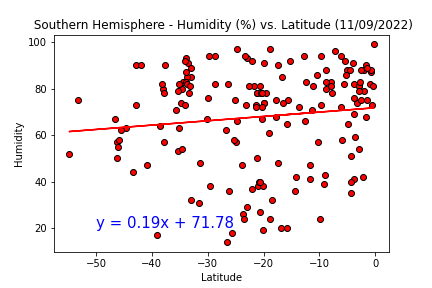 Southern Hemisphere - Humidity (%) vs. Latitude (11/09/2022)
100
80
60
40
20
Humidity
y = 0.19x + 71.78
−50
−40
−30
−20
−10
0
Latitude